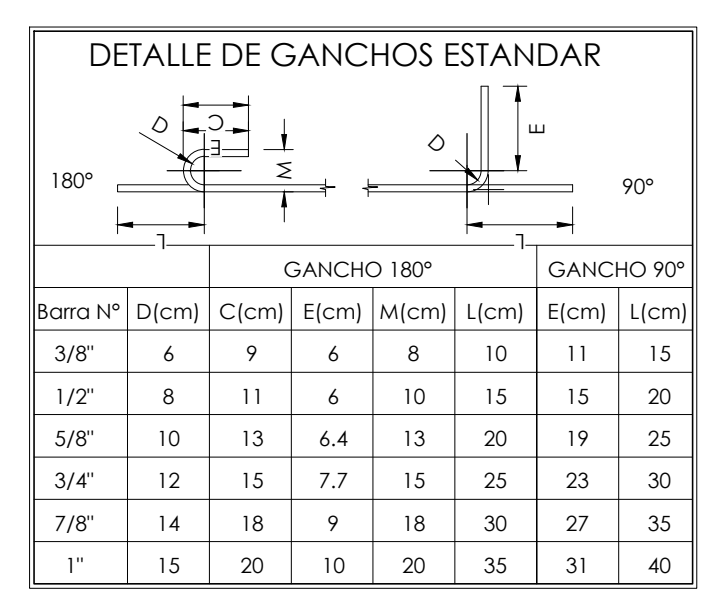 DETALLE DE GANCHOS ESTANDAR
D C E M 180° L
D E 90° L
GANCHO 180° GANCHO 90°
Barra N° D(cm) C(cm) E(cm) M(cm) L(cm) E(cm) L(cm)
3/8" 6 9 6 8 10 11 15
1/2" 8 11 6 10 15 15 20
5/8" 10 13 6.4 13 20 19 25
3/4" 12 15 7.7 15 25 23 30
7/8" 14 18 9 18 30 27 35
1" 15 20 10 20 35 31 40